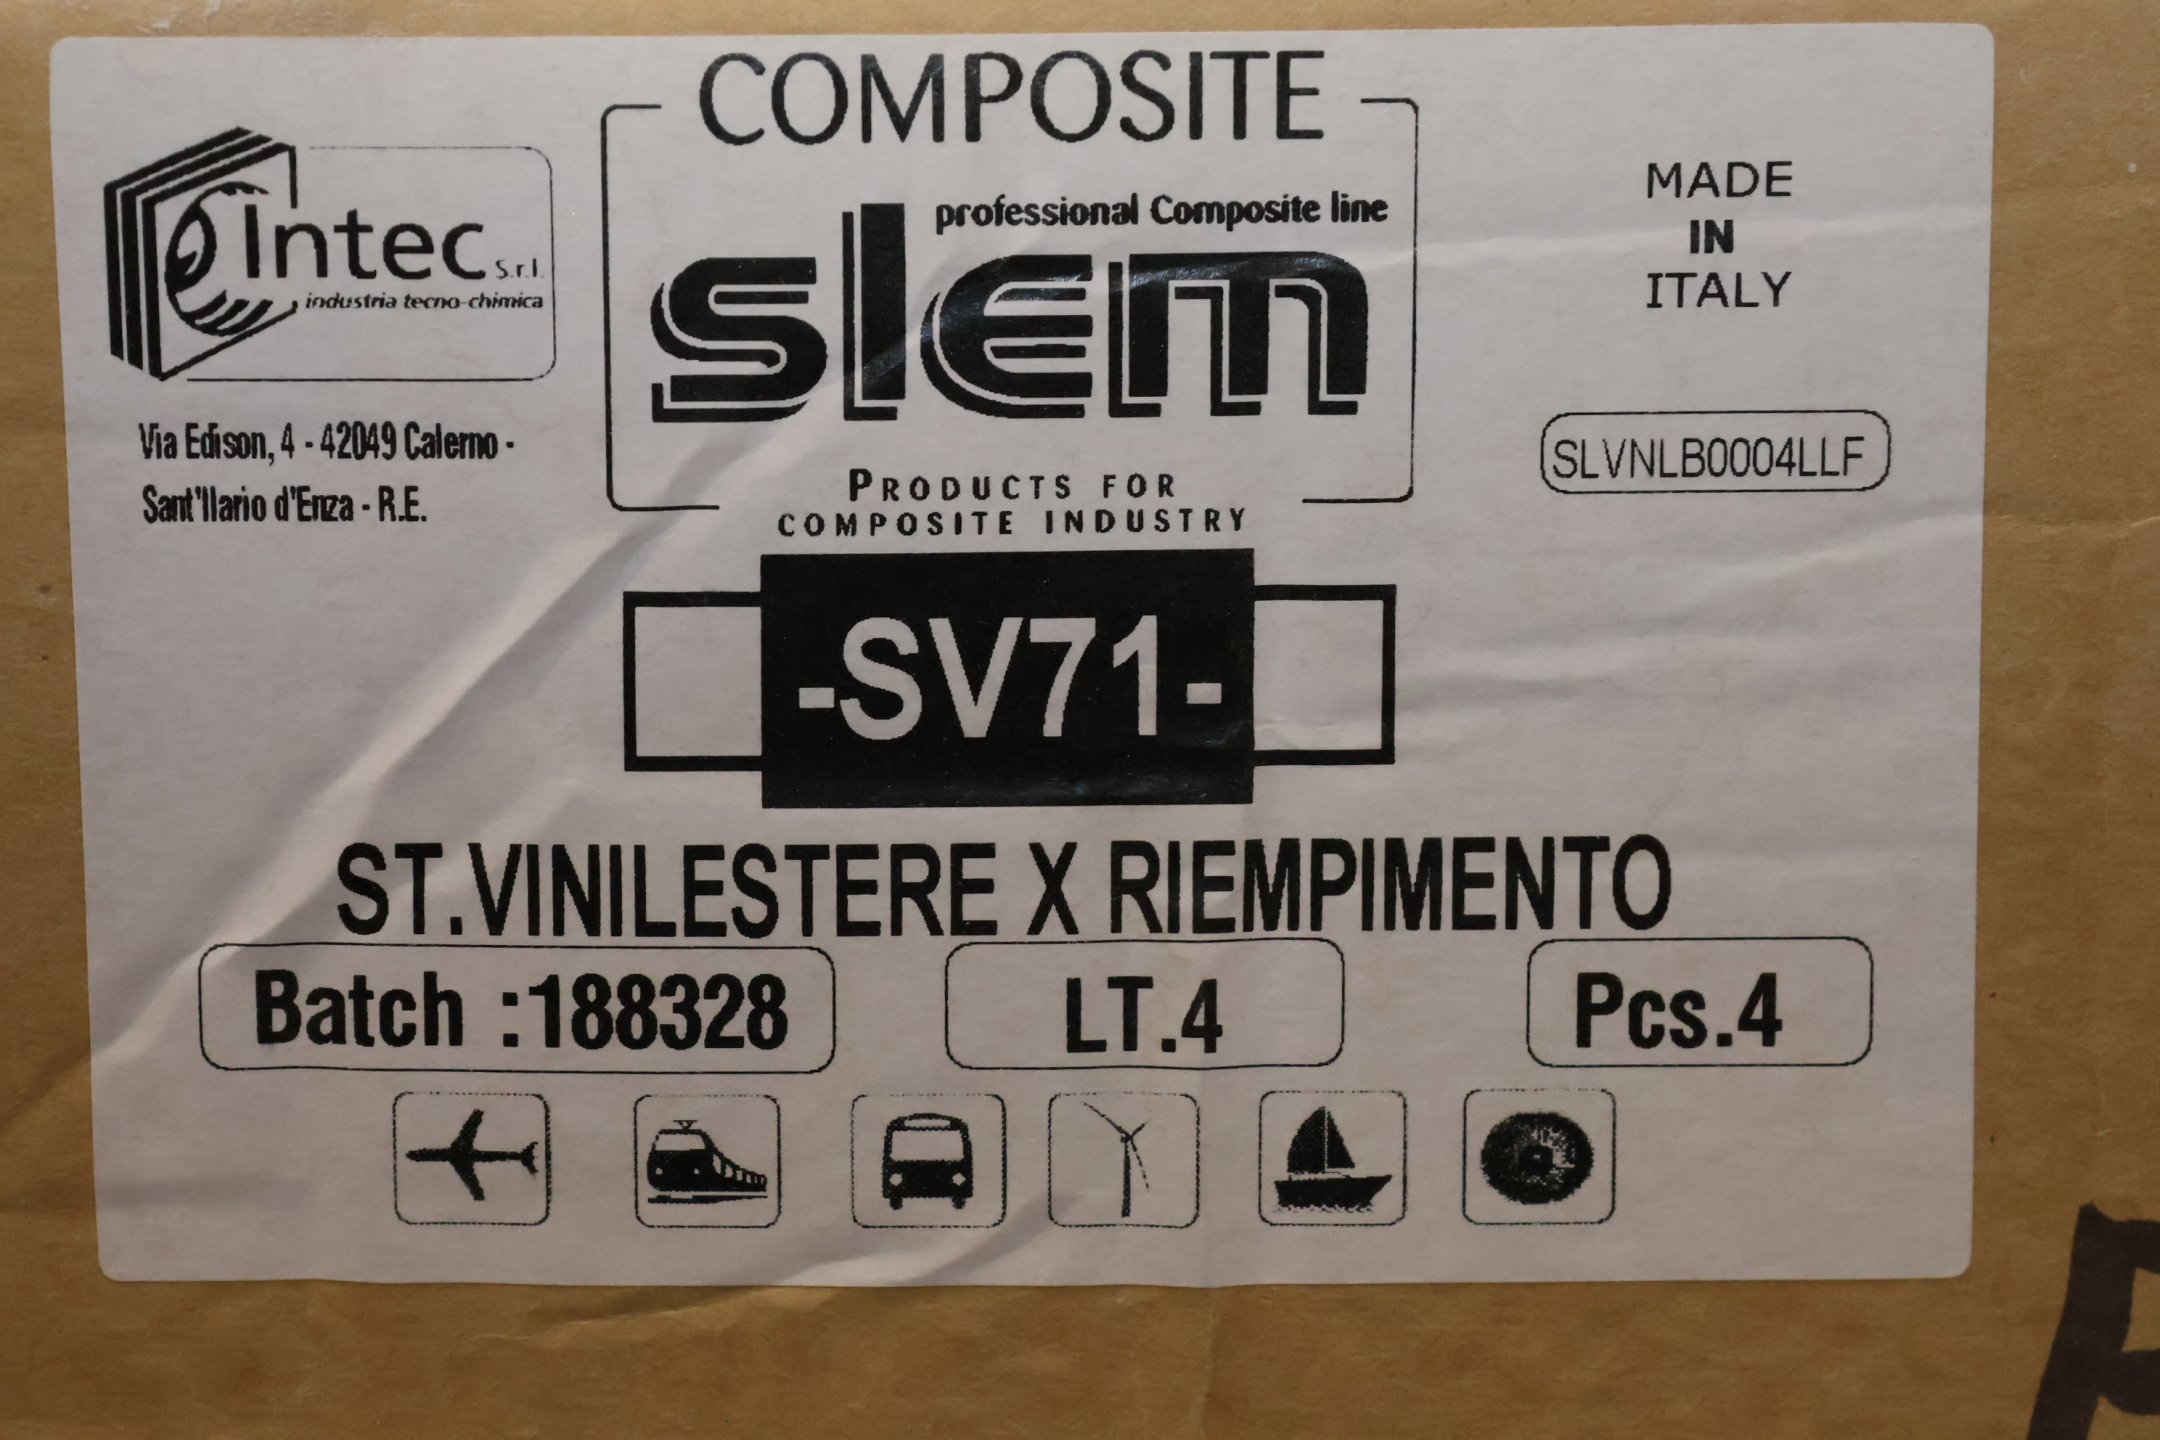 COMPOSITE
Intec S.r.l.
industria tecno-chimica
Via Edison, 4 - 42049 Calerno -
Sant'Ilario d'Enza - R.E.
professional Composite line
slem
PRODUCTS FOR
COMPOSITE INDUSTRY
MADE
IN
ITALY
SLVNLB0004LLF
-SV71-
ST.VINILESTERE X RIEMPIMENTO
Batch :188328
LT.4
Pcs.4